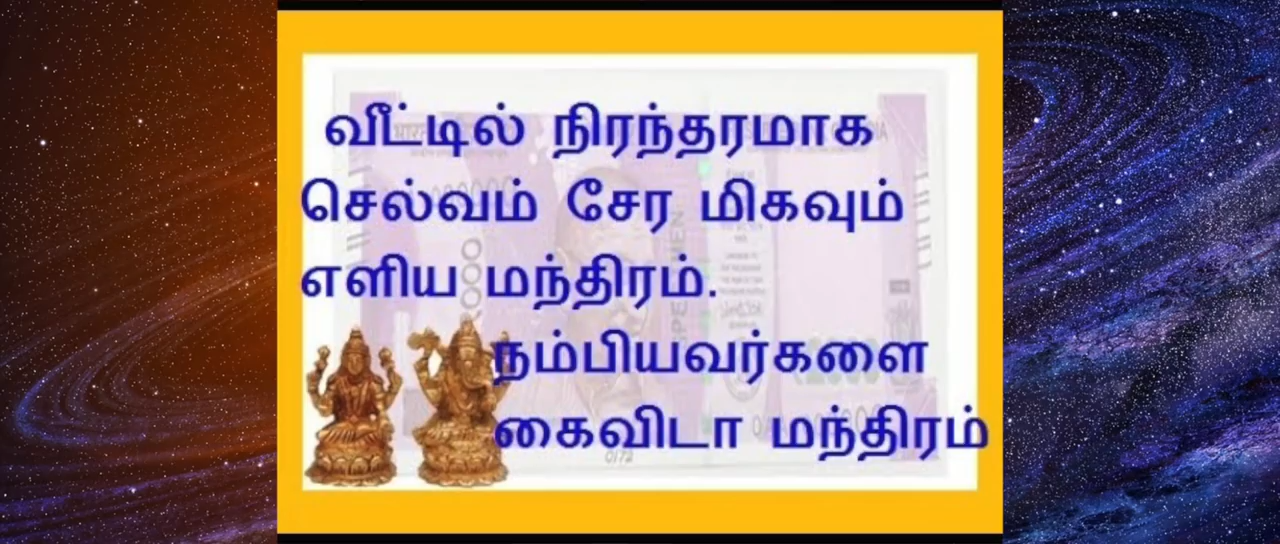 வீட்டில் நிரந்தரமாக
செல்வம் சேர மிகவும்
எளிய மந்திரம்.
நம்பியவர்களை
கைவிடா மந்திரம்